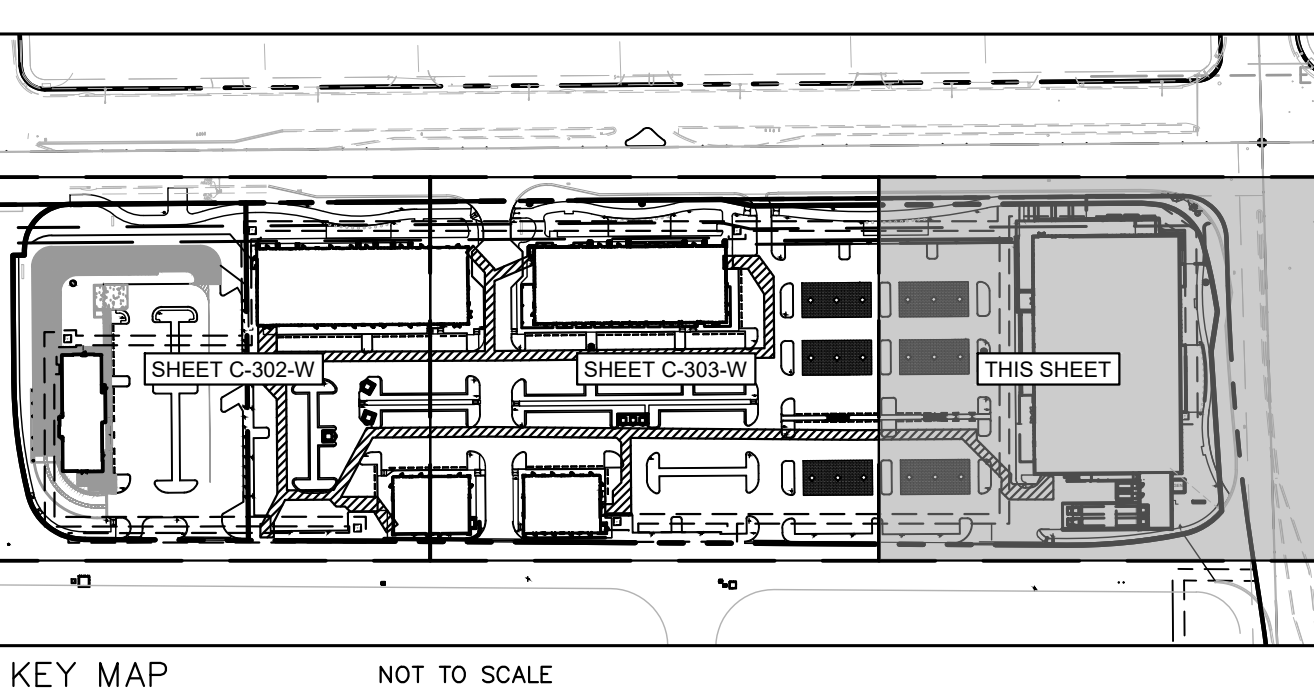 E
SHEET C-302-W
SHEET C-303-W
THIS SHEET
KEY MAP
NOT TO SCALE